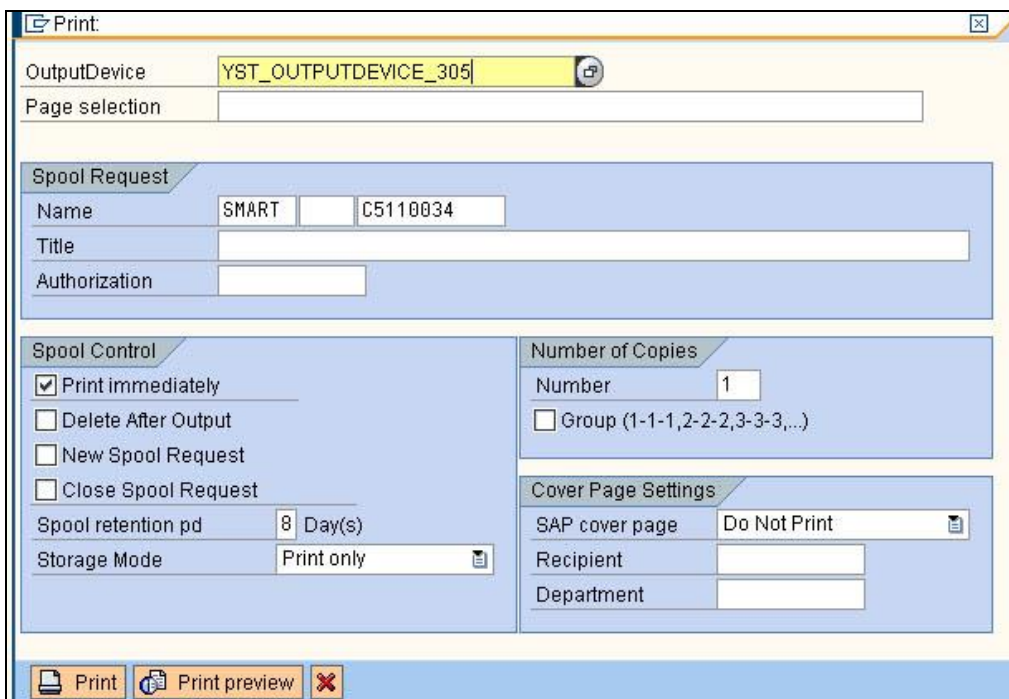 Print:
OutputDevice YST_OUTPUTDEVICE_305
Page selection
Spool Request
Name SMART C5110034
Title
Authorization
Spool Control
Print immediately
Delete After Output
New Spool Request
Close Spool Request
Spool retention pd 8 Day(s)
Storage Mode Print only
Number of Copies
Number 1
Group (1-1-1,2-2-2,3-3-3,...)
Cover Page Settings
SAP cover page Do Not Print
Recipient
Department
Print Print preview